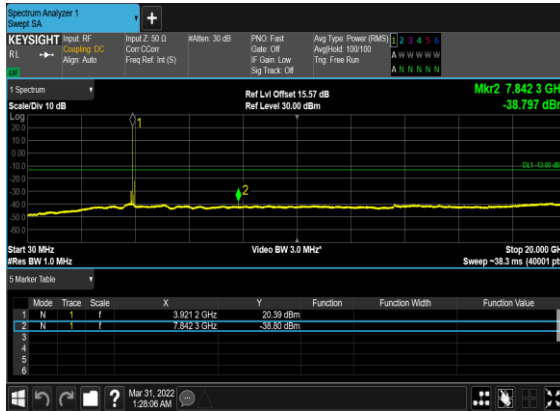 Spectrum Analyzer 1
Swept SA
KEYSIGHT
RL
Input: RF
Coupling: DC
Align: Auto
Input Z: 50 Ω
Corr CCorr
Freq Ref: Int (S)
#Atten: 30 dB
PNO: Fast
Gate: Off
IF Gain: Low
Sig Track: Off
Avg Type: Power (RMS)
Avg|Hold: 100/100
Trig: Free Run
1 2 3 4 5 6
A W W W W W
A N N N N N
1 Spectrum
Scale/Div 10 dB
Ref Lvl Offset 15.57 dB
Ref Level 30.00 dBm
Mkr2 7.842 3 GH
-38.797 dB
Log
20.0
10.0
0.00
-10.0
-20.0
-30.0
-40.0
-50.0
-60.0
1
2
DL1 -13.00 dB
Start 30 MHz
#Res BW 1.0 MHz
Video BW 3.0 MHz*
Stop 20.000 GH
Sweep ~38.3 ms (40001 pt
5 Marker Table
Mode Trace Scale X Y Function Function Width Function Value
1 N 1 f 3.921 2 GHz 20.39 dBm
2 N 1 f 7.842 3 GHz -38.80 dBm
3
4
5
6
?
Mar 31, 2022
1:28:06 AM